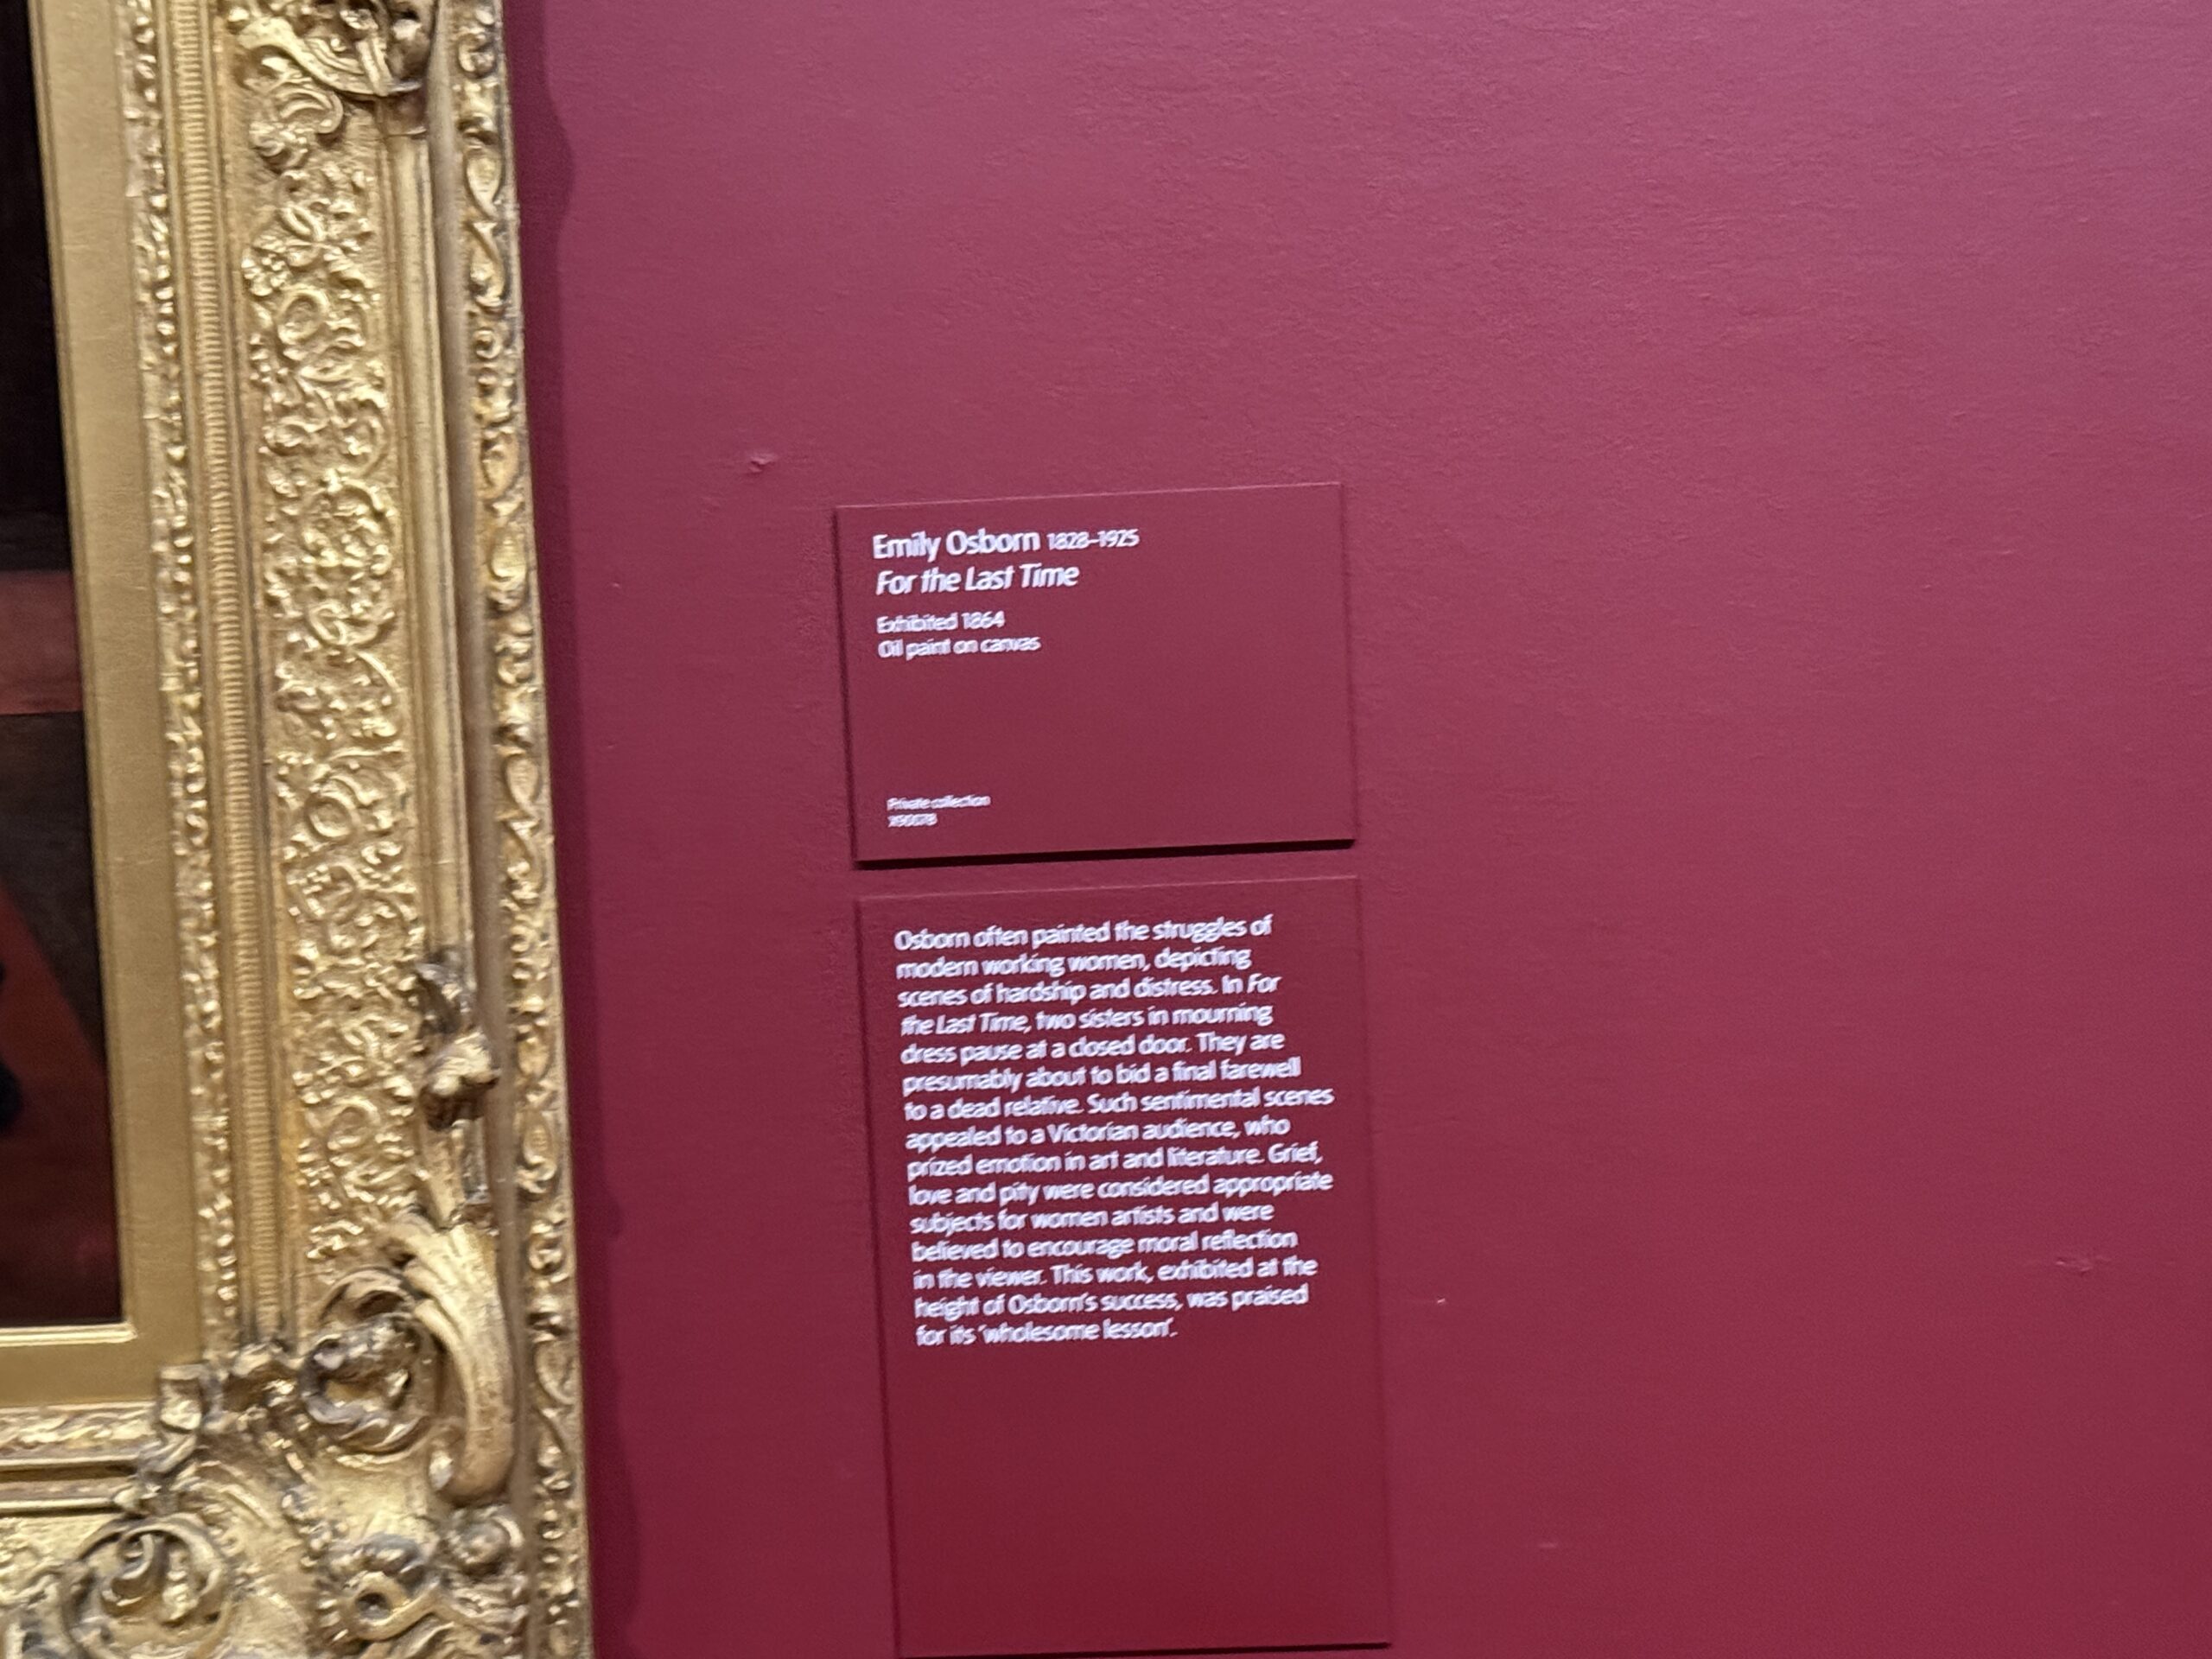 Emily Osborn 1828–1925
For the Last Time
Exhibited 1864
Oil paint on canvas
Private collection
Osborn often painted the struggles of
modern working women, depicting
scenes of hardship and distress. In For
the Last Time, two sisters in mourning
dress pause at a closed door. They are
presumably about to bid a final farewell
to a dead relative. Such sentimental scenes
appealed to a Victorian audience, who
prized emotion in art and literature. Grief,
love and pity were considered appropriate
subjects for women artists and were
believed to encourage moral reflection
in the viewer. This work, exhibited at the
height of Osborn's success, was praised
for its 'wholesome lesson'.